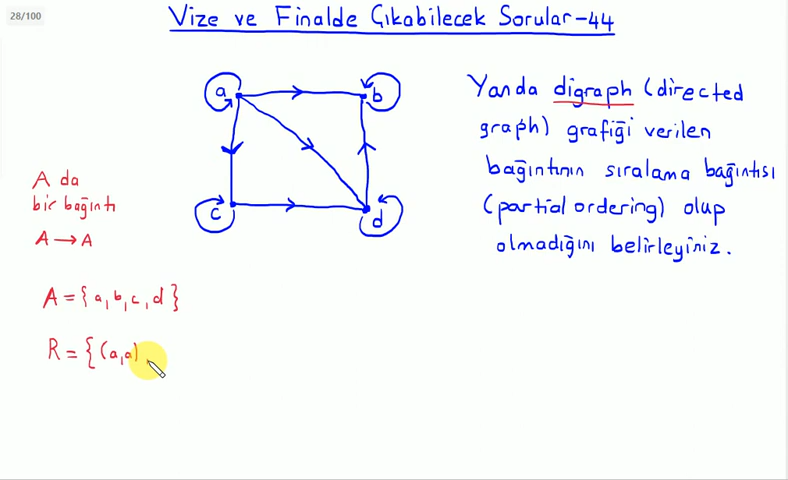 28/100
Vize ve Finalde Çıkabilecek Sorular-44
a
b
c
d
Yanda digraph (directed
graph) grafiği verilen
bağıntının sıralama bağıntısı
(partial ordering) olup
olmadığını belirleyiniz.
A da
bir bağıntı
A → A
A = { a, b, c, d }
R = { (a,a)